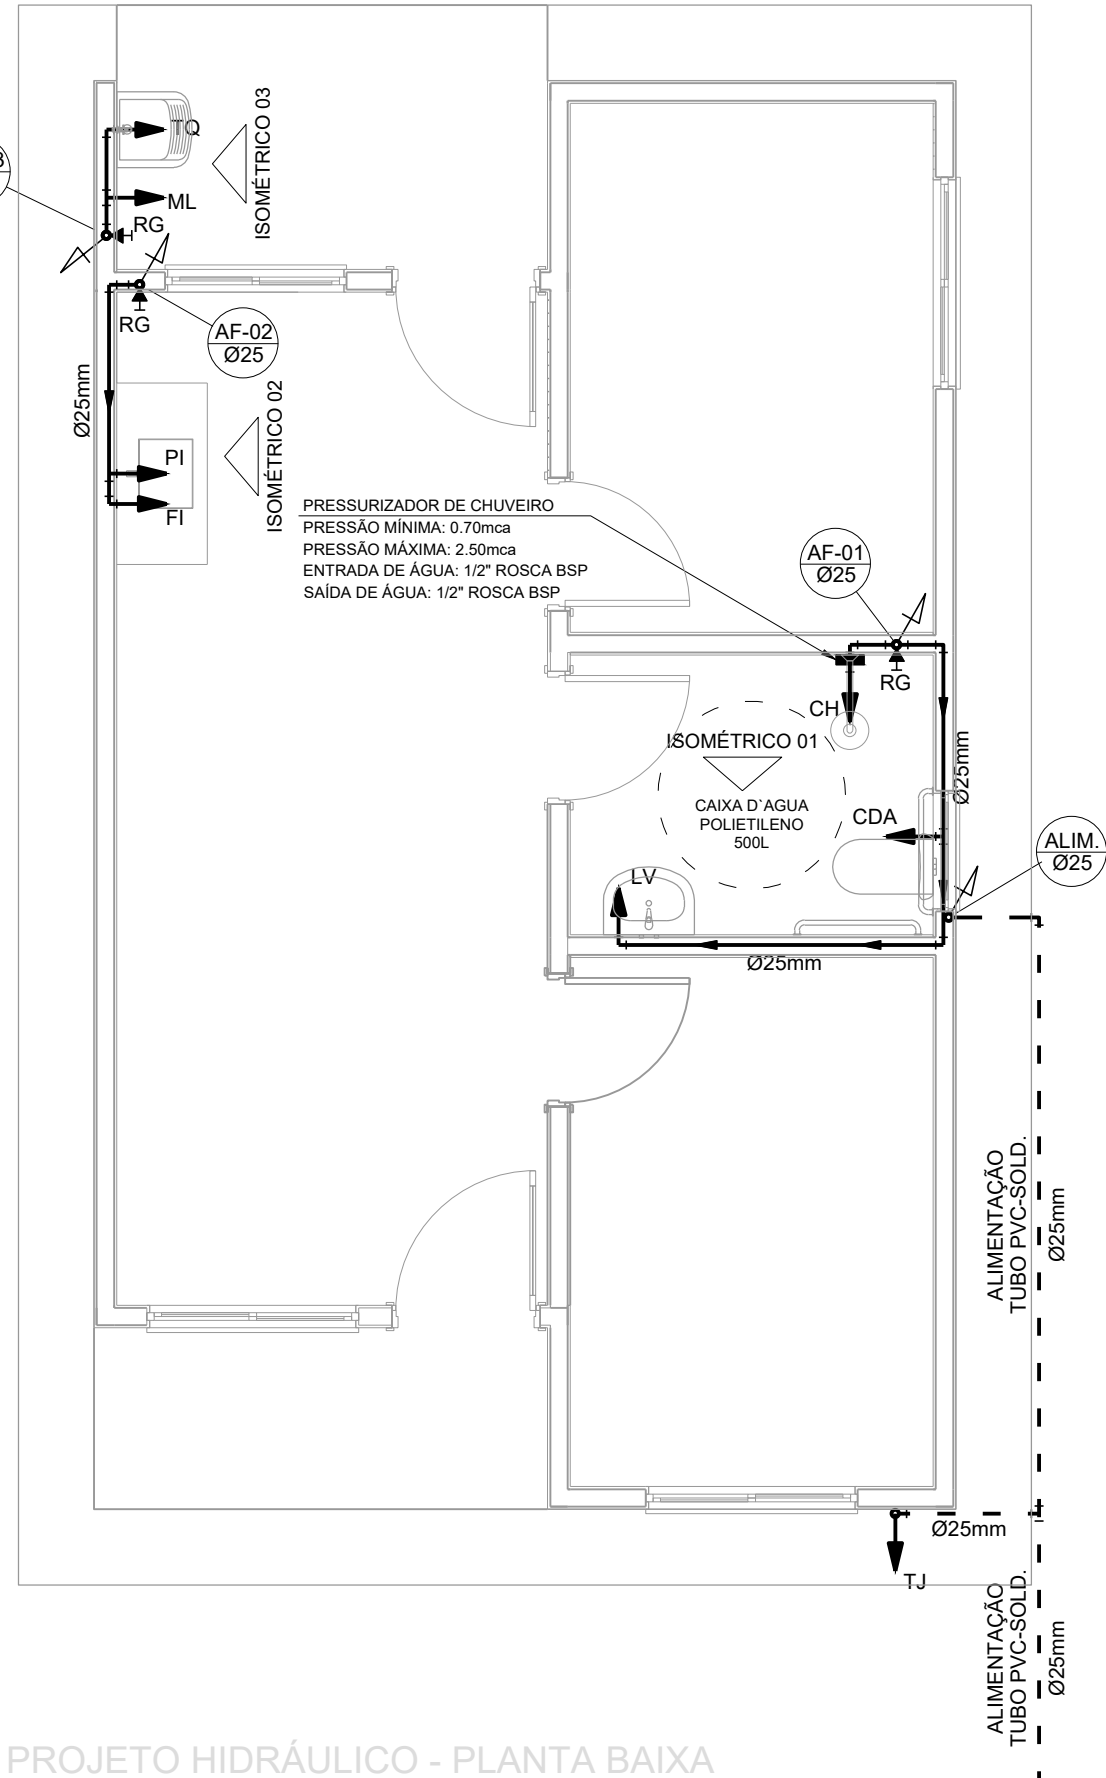 TQ
ISOMÉTRICO 03
ML
RG
RG
AF-02
Ø25
Ø25mm
ISOMÉTRICO 02
PI
FI
PRESSURIZADOR DE CHUVEIRO
PRESSÃO MÍNIMA: 0.70mca
PRESSÃO MÁXIMA: 2.50mca
ENTRADA DE ÁGUA: 1/2" ROSCA BSP
SAÍDA DE ÁGUA: 1/2" ROSCA BSP
AF-01
Ø25
RG
CH
ISOMÉTRICO 01
Ø25mm
CAIXA D`AGUA
POLIETILENO
500L
CDA
ALIM.
Ø25
LV
Ø25mm
ALIMENTAÇÃO
TUBO PVC-SOLD.
Ø25mm
Ø25mm
TJ
ALIMENTAÇÃO
TUBO PVC-SOLD.
Ø25mm
PROJETO HIDRÁULICO - PLANTA BAIXA